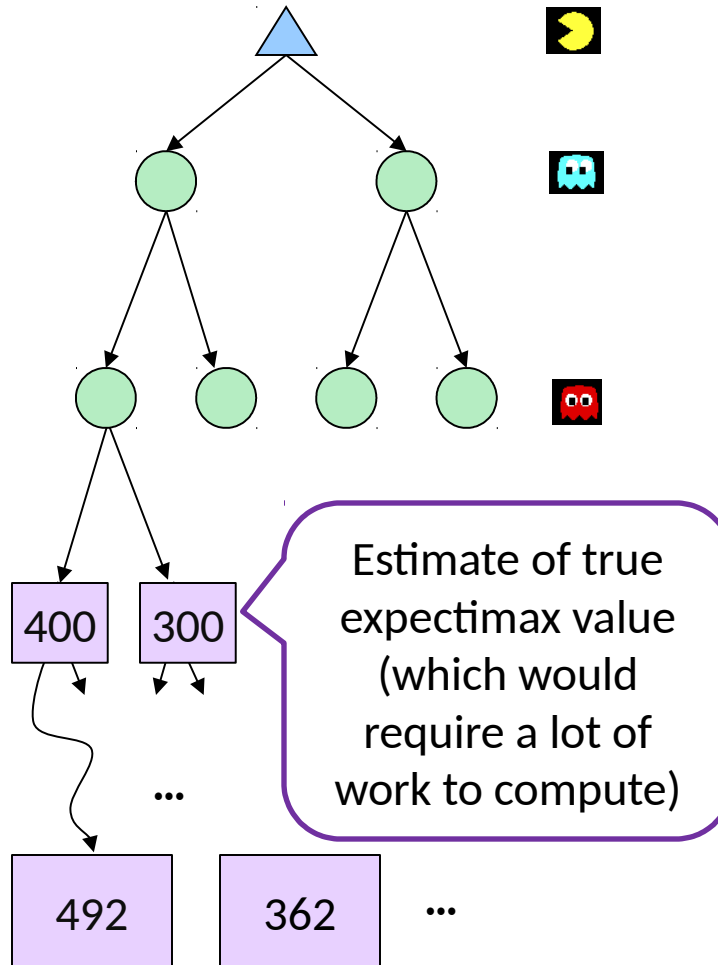 Estimate of true
expectimax value
(which would
require a lot of
work to compute)
400
300
...
492
362
...